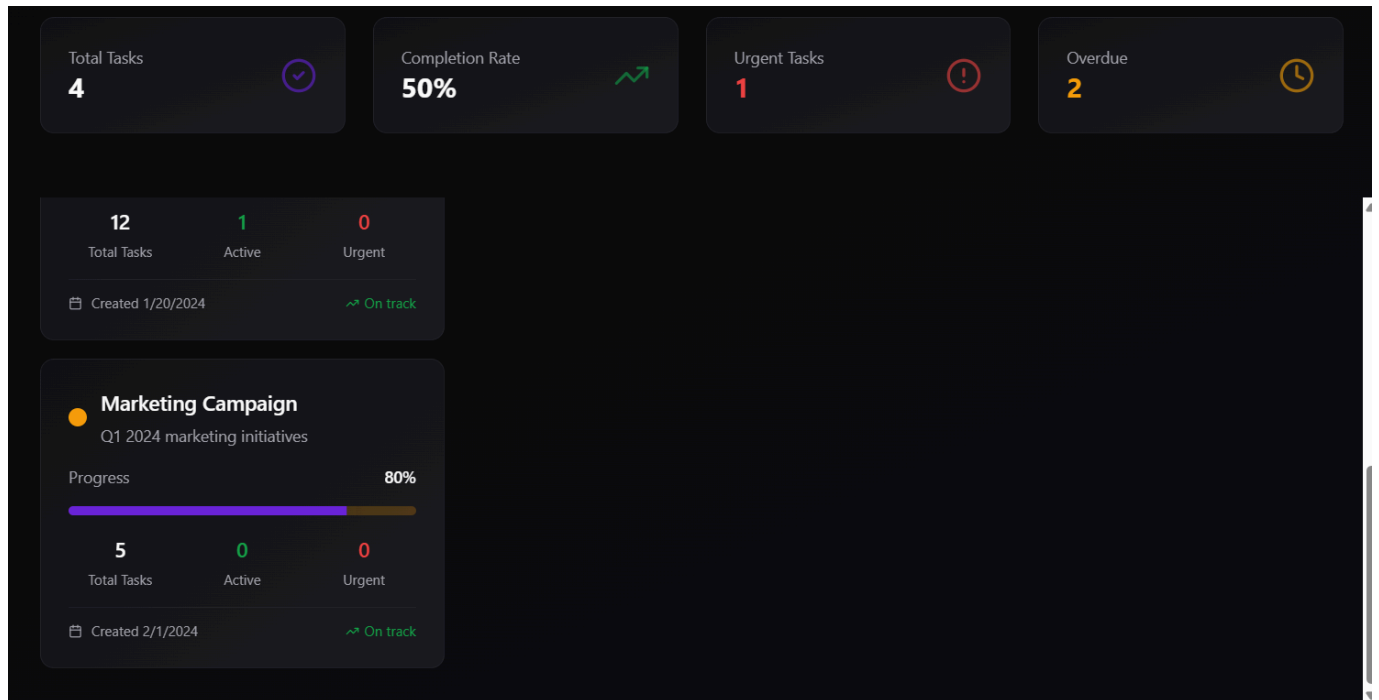 Total Tasks
4
Completion Rate
50%
Urgent Tasks
1
Overdue
2
12
Total Tasks
1
Active
0
Urgent
Created 1/20/2024
On track
Marketing Campaign
Q1 2024 marketing initiatives
Progress
80%
5
Total Tasks
0
Active
0
Urgent
Created 2/1/2024
On track